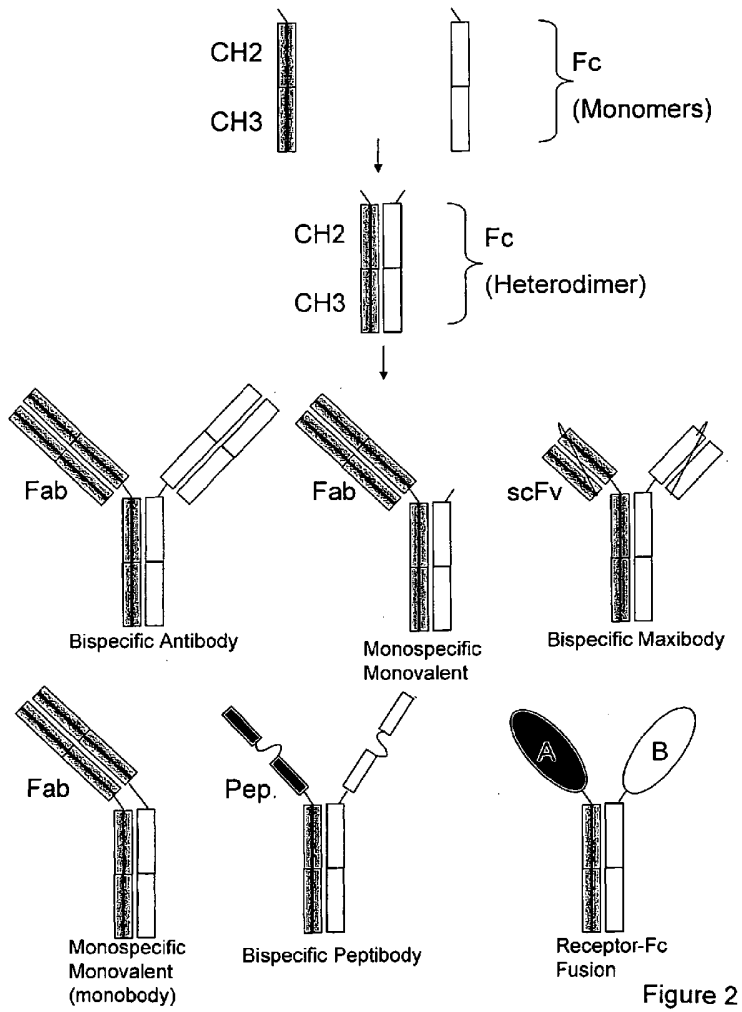 CH2
CH3
Fc
(Monomers)
CH2
CH3
Fc
(Heterodimer)
Fab
Bispecific Antibody
Fab
Monospecific
Monovalent
scFv
Bispecific Maxibody
Fab
Monospecific
Monovalent
(monobody)
Pep.
Bispecific Peptibody
A
B
Receptor-Fc
Fusion
Figure 2